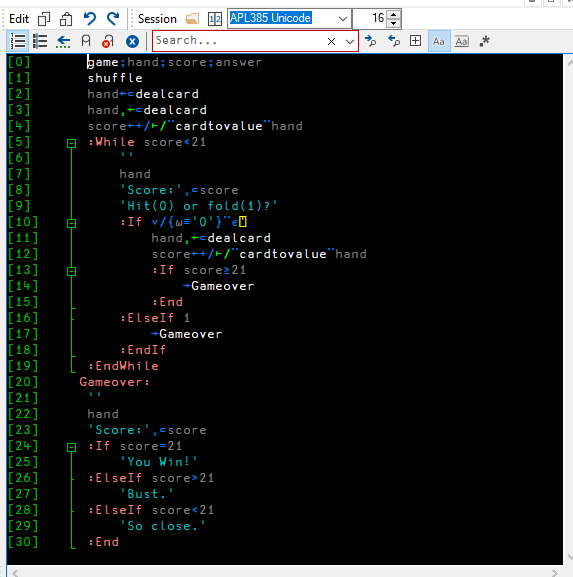 Edit Session APL385 Unicode 16
Search... Aa Aa .*
[0] game;hand;score;answer
[1] shuffle
[2] hand←⊂dealcard
[3] hand,←⊂dealcard
[4] score←+/⊢/¨cardtovalue¨hand
[5] :While score<21
[6] ''
[7] hand
[8] 'Score:',⊂score
[9] 'Hit(0) or fold(1)?'
[10] :If ∨/{⍵≡'0'}¨∊⍞
[11] hand,←⊂dealcard
[12] score←+/⊢/¨cardtovalue¨hand
[13] :If score≥21
[14] →Gameover
[15] :End
[16] :ElseIf 1
[17] →Gameover
[18] :EndIf
[19] :EndWhile
[20] Gameover:
[21] ''
[22] hand
[23] 'Score:',⊂score
[24] :If score=21
[25] 'You Win!'
[26] :ElseIf score>21
[27] 'Bust.'
[28] :ElseIf score<21
[29] 'So close.'
[30] :End